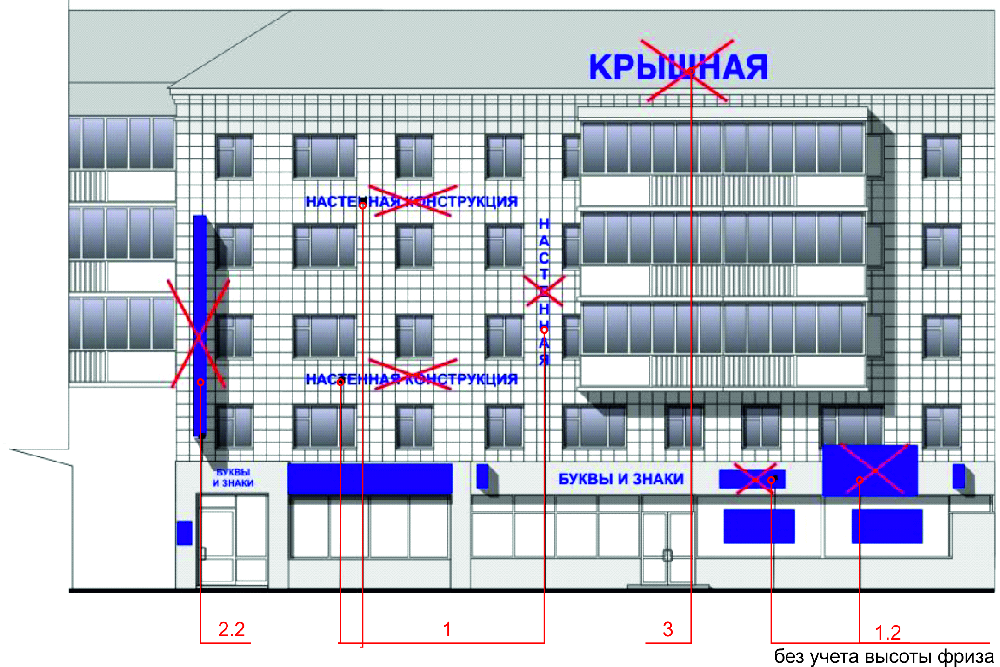 КРЫШНАЯ
НАСТЕННАЯ КОНСТРУКЦИЯ
НАСТЕННАЯ
НАСТЕННАЯ КОНСТРУКЦИЯ
БУКВЫ
И ЗНАКИ
БУКВЫ И ЗНАКИ
2.2
1
3
1.2
без учета высоты фриза